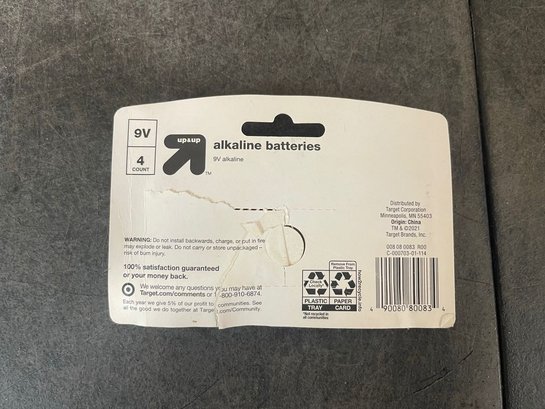 9V
4
COUNT
up&up
™
alkaline batteries
9V alkaline
WARNING: Do not install backwards, charge, or put in fire
may explode or leak. Do not carry or store unpackaged
risk of burn injury.
100% satisfaction guaranteed
or your money back.
We welcome any questions you may have at
Target.com/comments or 1-800-910-6874
Each year we give 5% of our profit to communities. See
all the good we do together at Target.com/Community.
Distributed by
Target Corporation
Minneapolis, MN 55403
Origin: China
TM & ©2021
Target Brands, Inc.
008 08 0083 R00
C-000703-01-114
Check
Locally*
PLASTIC
TRAY
*Not recycled in
all communities
Remove From
Plastic Tray
PAPER
CARD
how2recycle.info
4 90080 80083 4